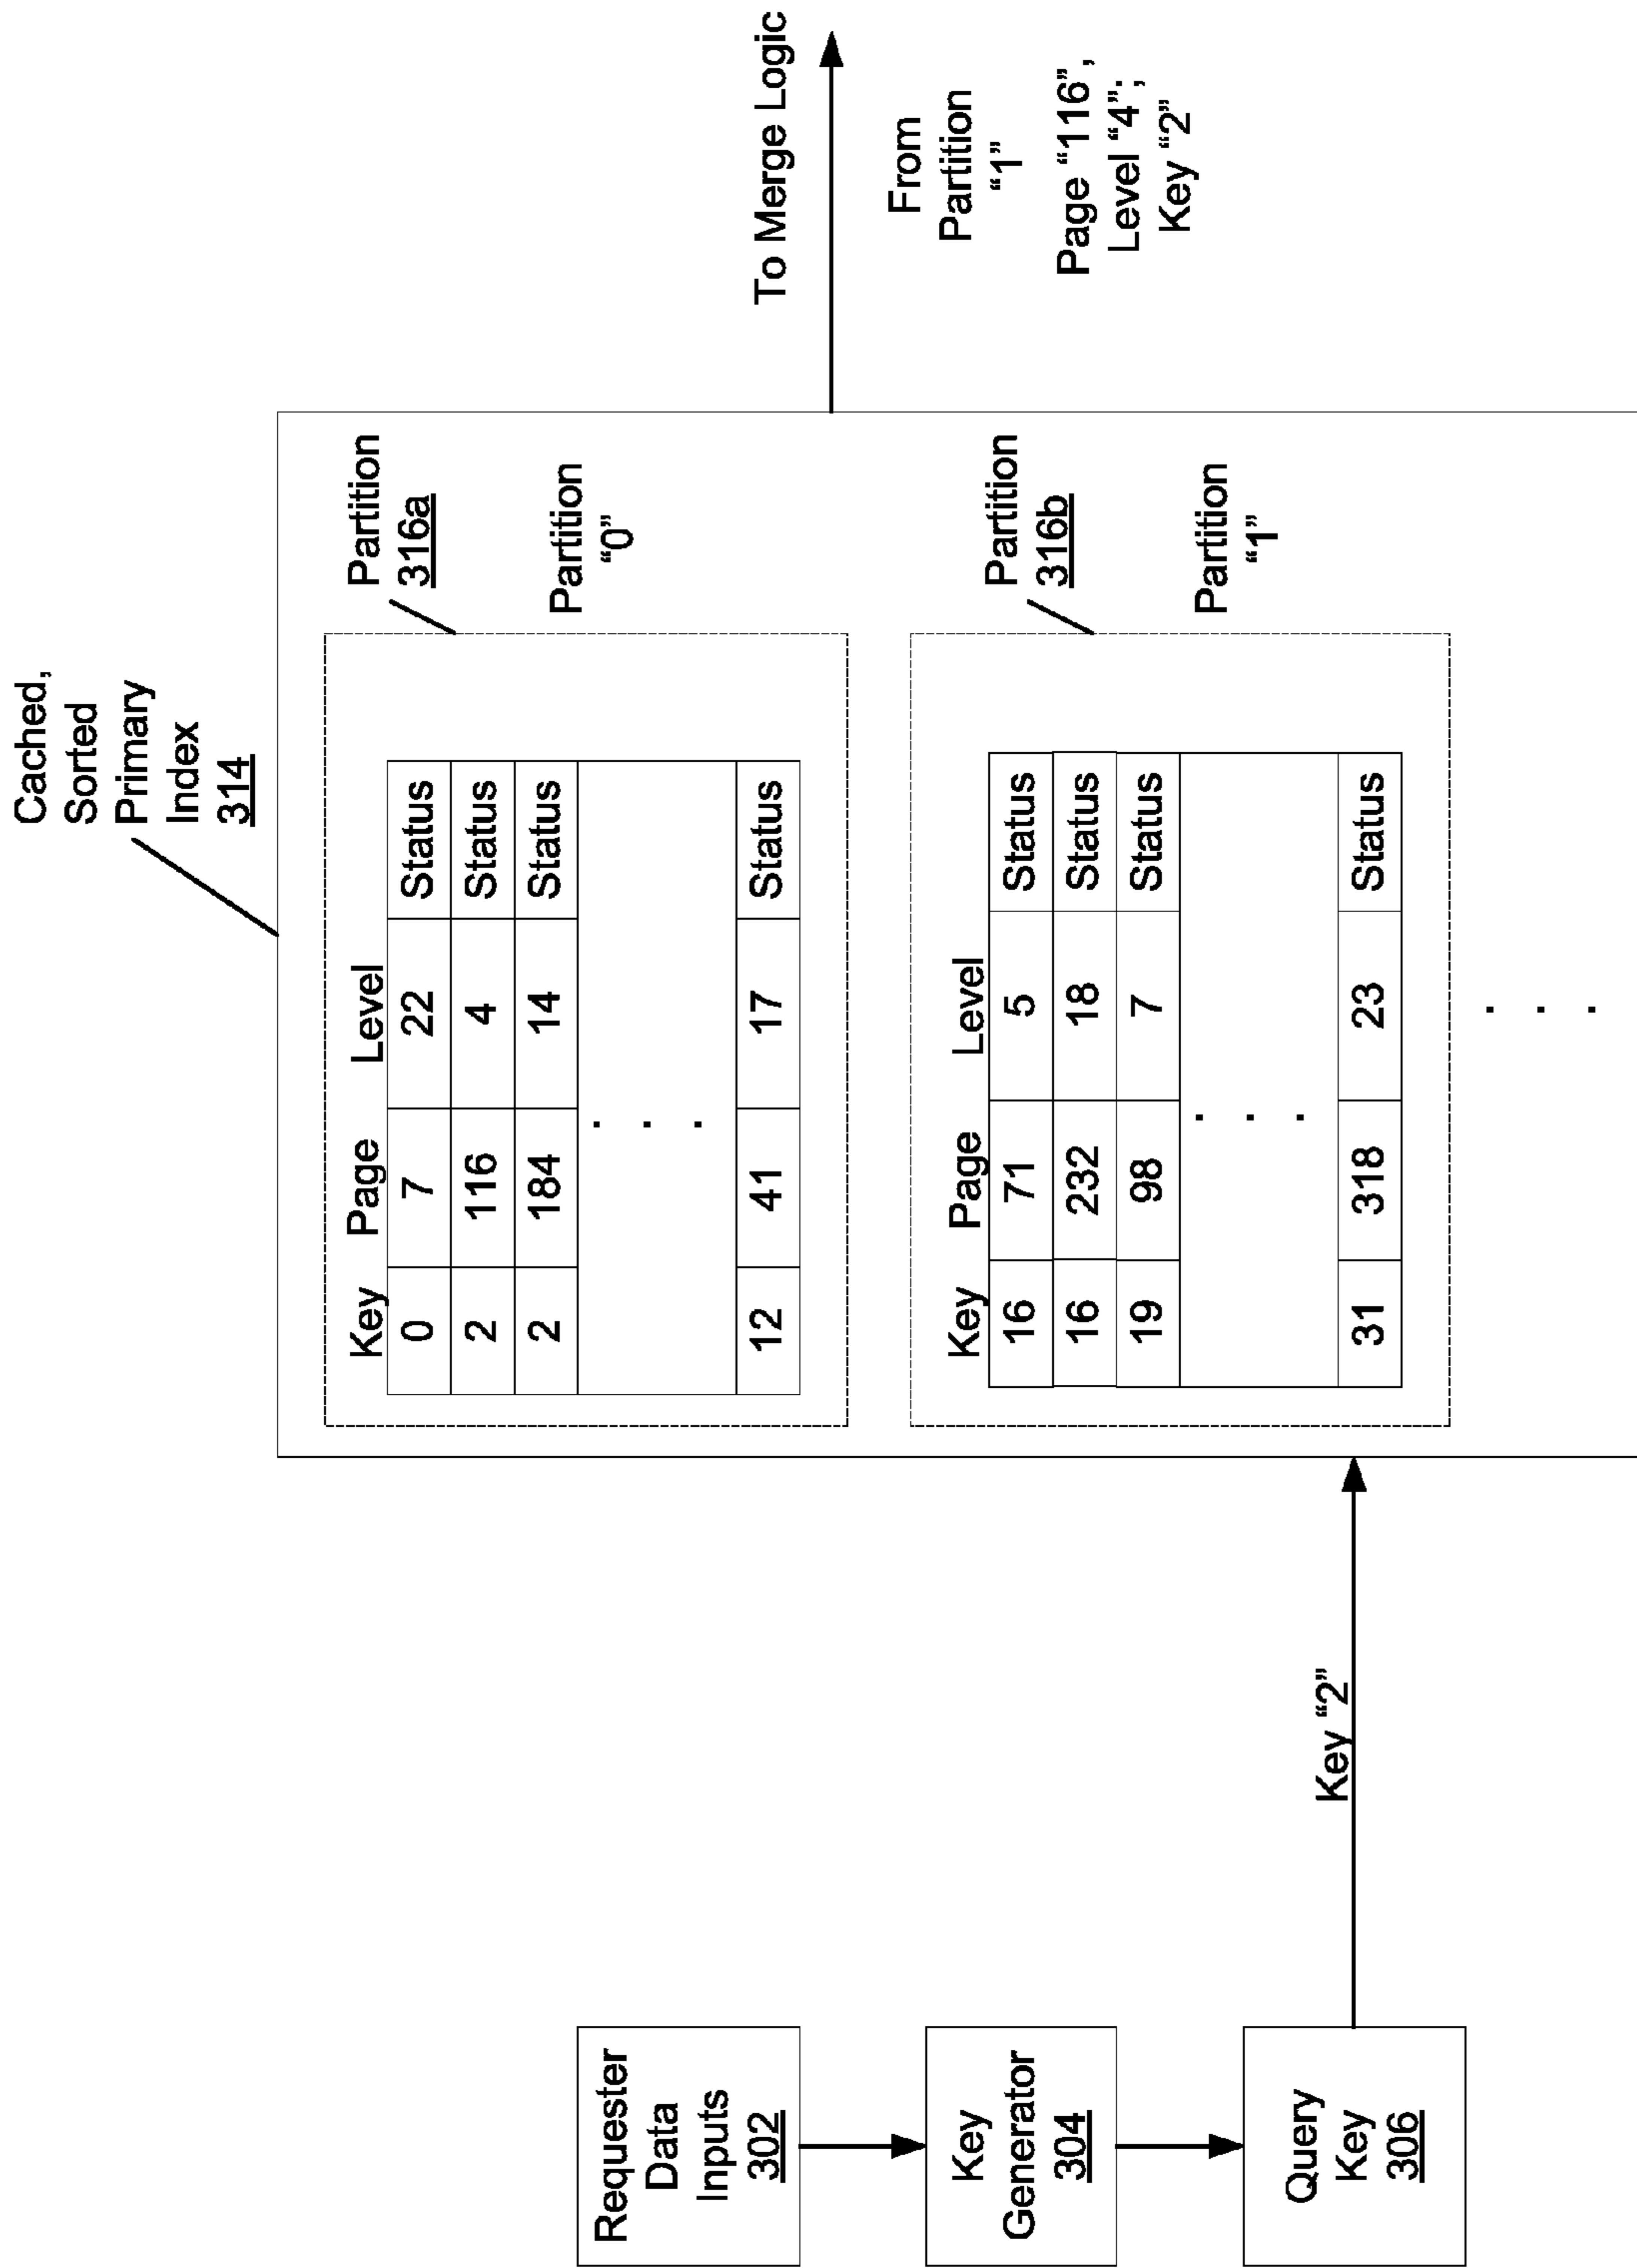 Cached,
Sorted
Primary
Index
314
Partition
316a
Partition
“0”
Key Page Level
0 7 22 Status
2 116 4 Status
2 184 14 Status
. . .
12 41 17 Status
Partition
316b
Partition
“1”
Key Page Level
16 71 5 Status
16 232 18 Status
19 98 7 Status
. . .
31 318 23 Status
. . .
To Merge Logic
From
Partition
“1”
Page “116”,
Level “4”;
Key “2”
Requester
Data
Inputs
302
Key
Generator
304
Query
Key
306
Key “2”